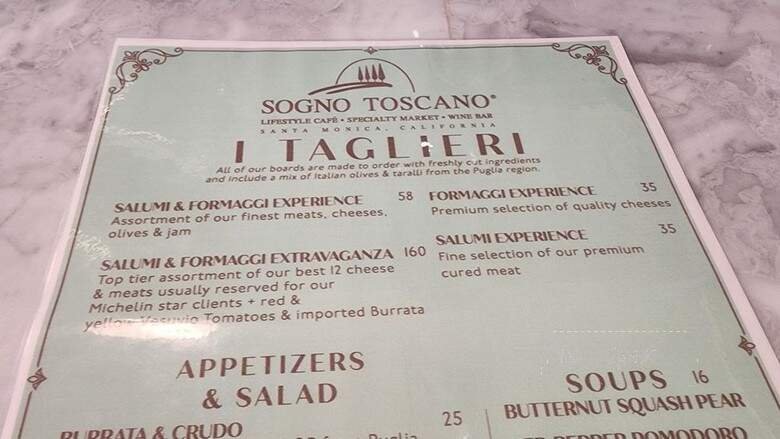 SOGNO TOSCANO®
LIFESTYLE CAFÉ • SPECIALTY MARKET • WINE BAR
SANTA MONICA, CALIFORNIA
I TAGLIERI
All of our boards are made to order with freshly cut ingredients
and include a mix of Italian olives & taralli from the Puglia region.
SALUMI & FORMAGGI EXPERIENCE 58
Assortment of our finest meats, cheeses,
olives & jam
SALUMI & FORMAGGI EXTRAVAGANZA 160
Top tier assortment of our best 12 cheese
& meats usually reserved for our
Michelin star clients + red &
yellow Vesuvio Tomatoes & imported Burrata
FORMAGGI EXPERIENCE 35
Premium selection of quality cheeses
SALUMI EXPERIENCE 35
Fine selection of our premium
cured meat
APPETIZERS
& SALAD
BURRATA & CRUDO 25
Puglia
SOUPS 16
BUTTERNUT SQUASH PEAR
PEPPER POMODORO